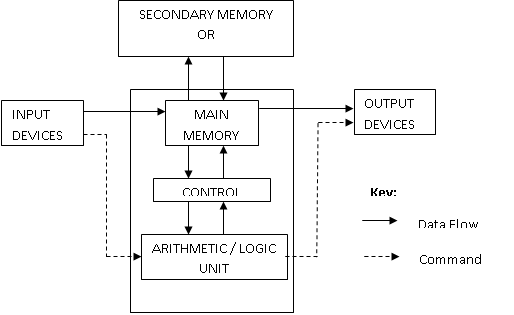 SECONDARY MEMORY
OR
INPUT
DEVICES
MAIN
MEMORY
OUTPUT
DEVICES
CONTROL
ARITHMETIC / LOGIC
UNIT
Key:
Data Flow
Command